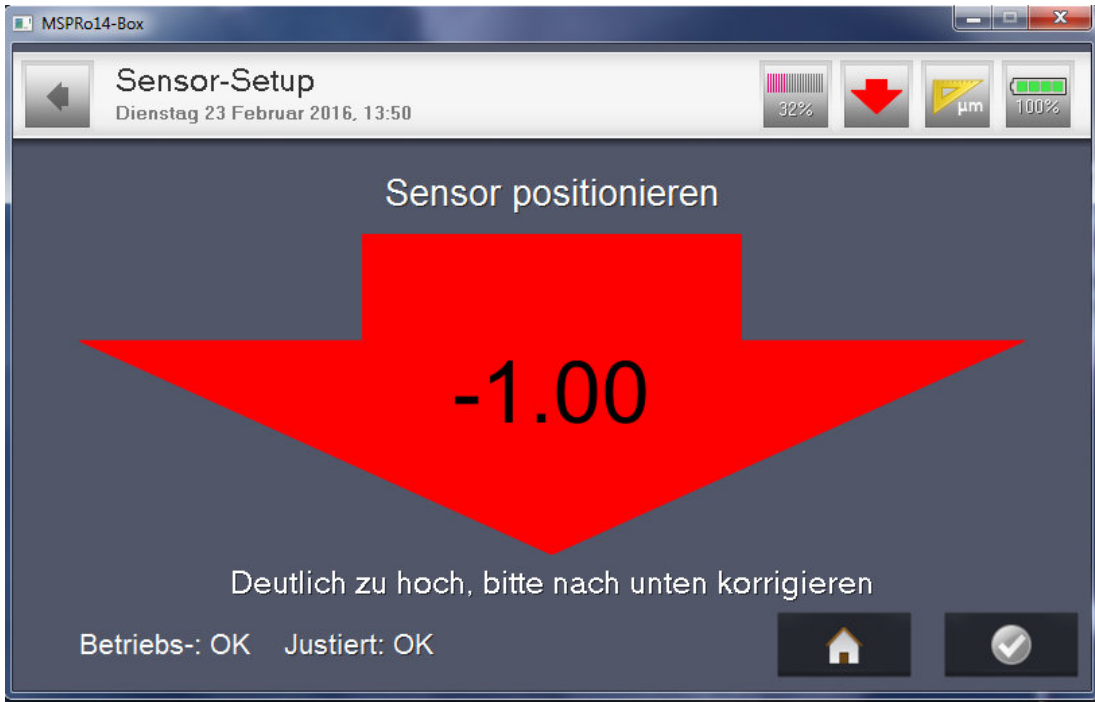 MSPRo14-Box
Sensor-Setup
Dienstag 23 Februar 2016, 13:50
32%
µm
100%
Sensor positionieren
-1.00
Deutlich zu hoch, bitte nach unten korrigieren
Betriebs-: OK Justiert: OK